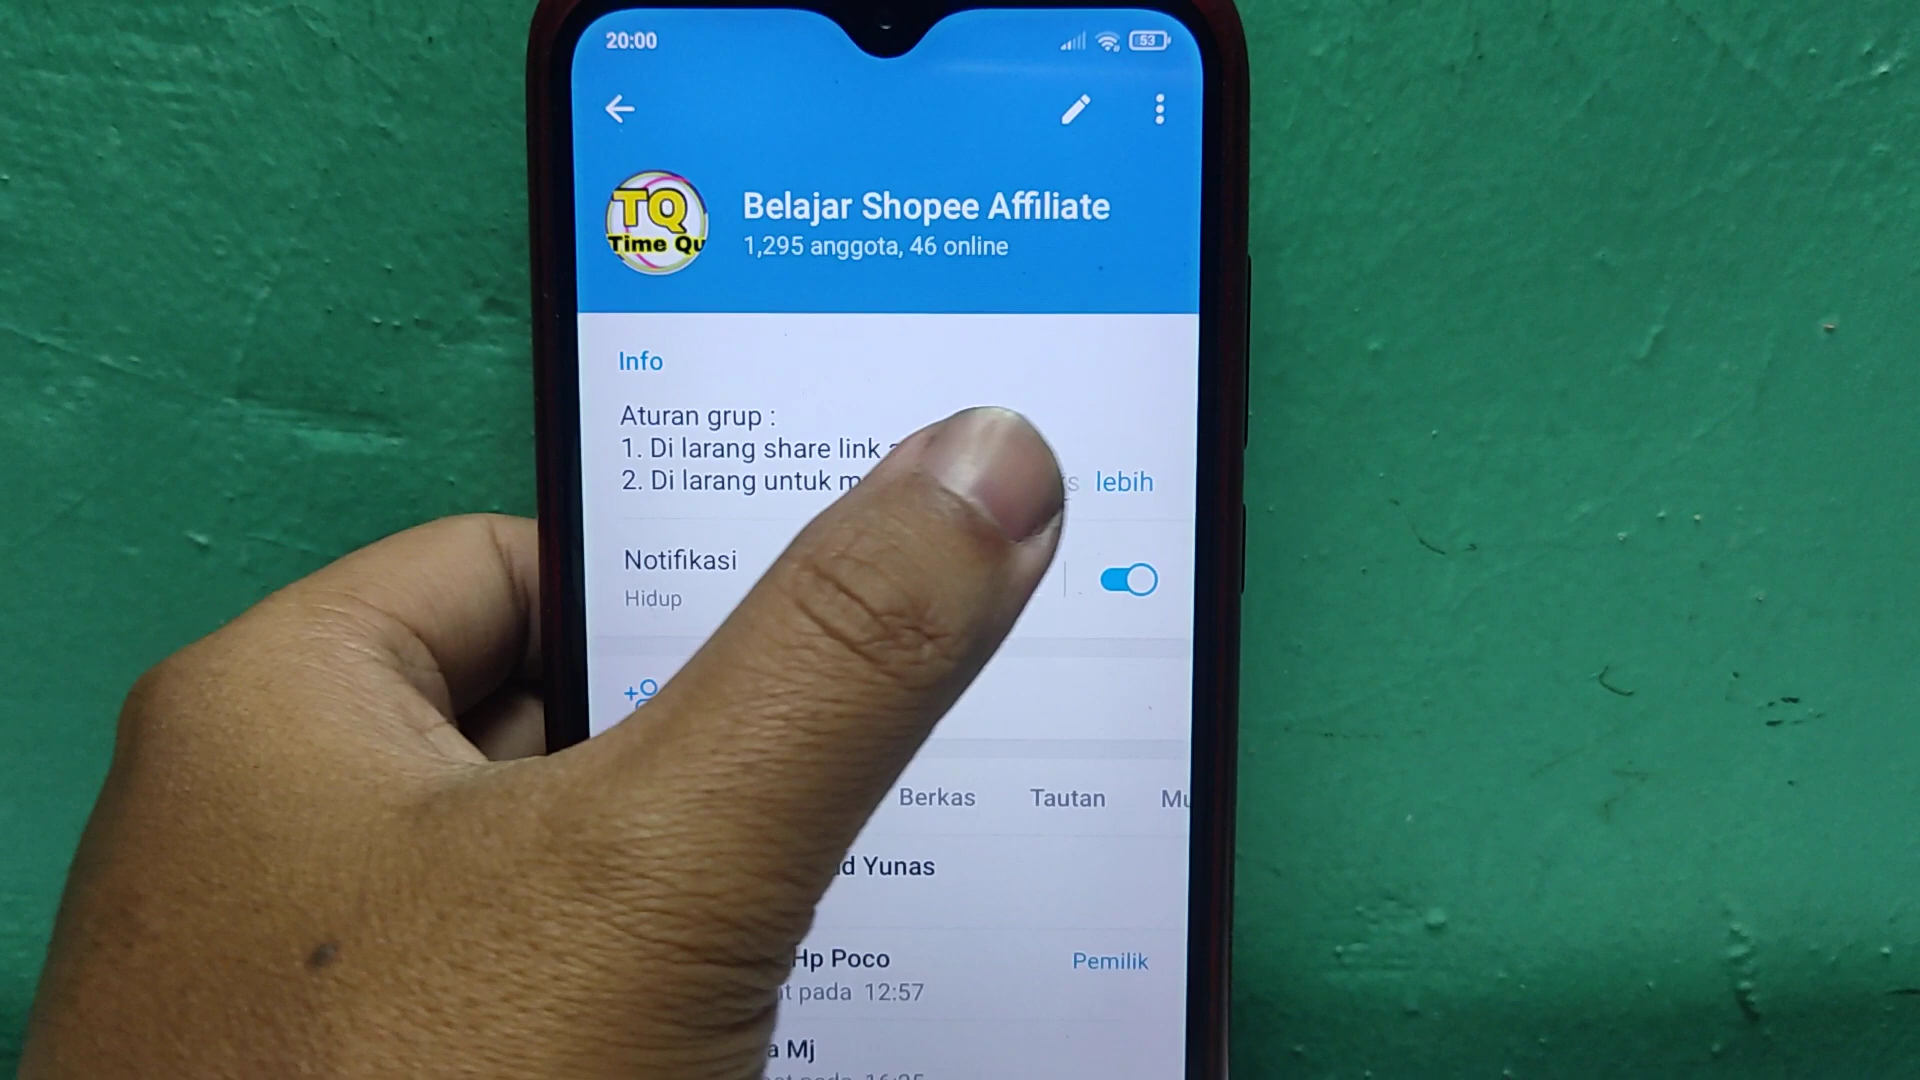 20:00
53
TQ
Time Qu
Belajar Shopee Affiliate
1,295 anggota, 46 online
Info
Aturan grup :
1. Di larang share link
2. Di larang untuk
lebih
Notifikasi
Hidup
Berkas Tautan
Yunas
Hp Poco
Pemilik
pada 12:57
Mj